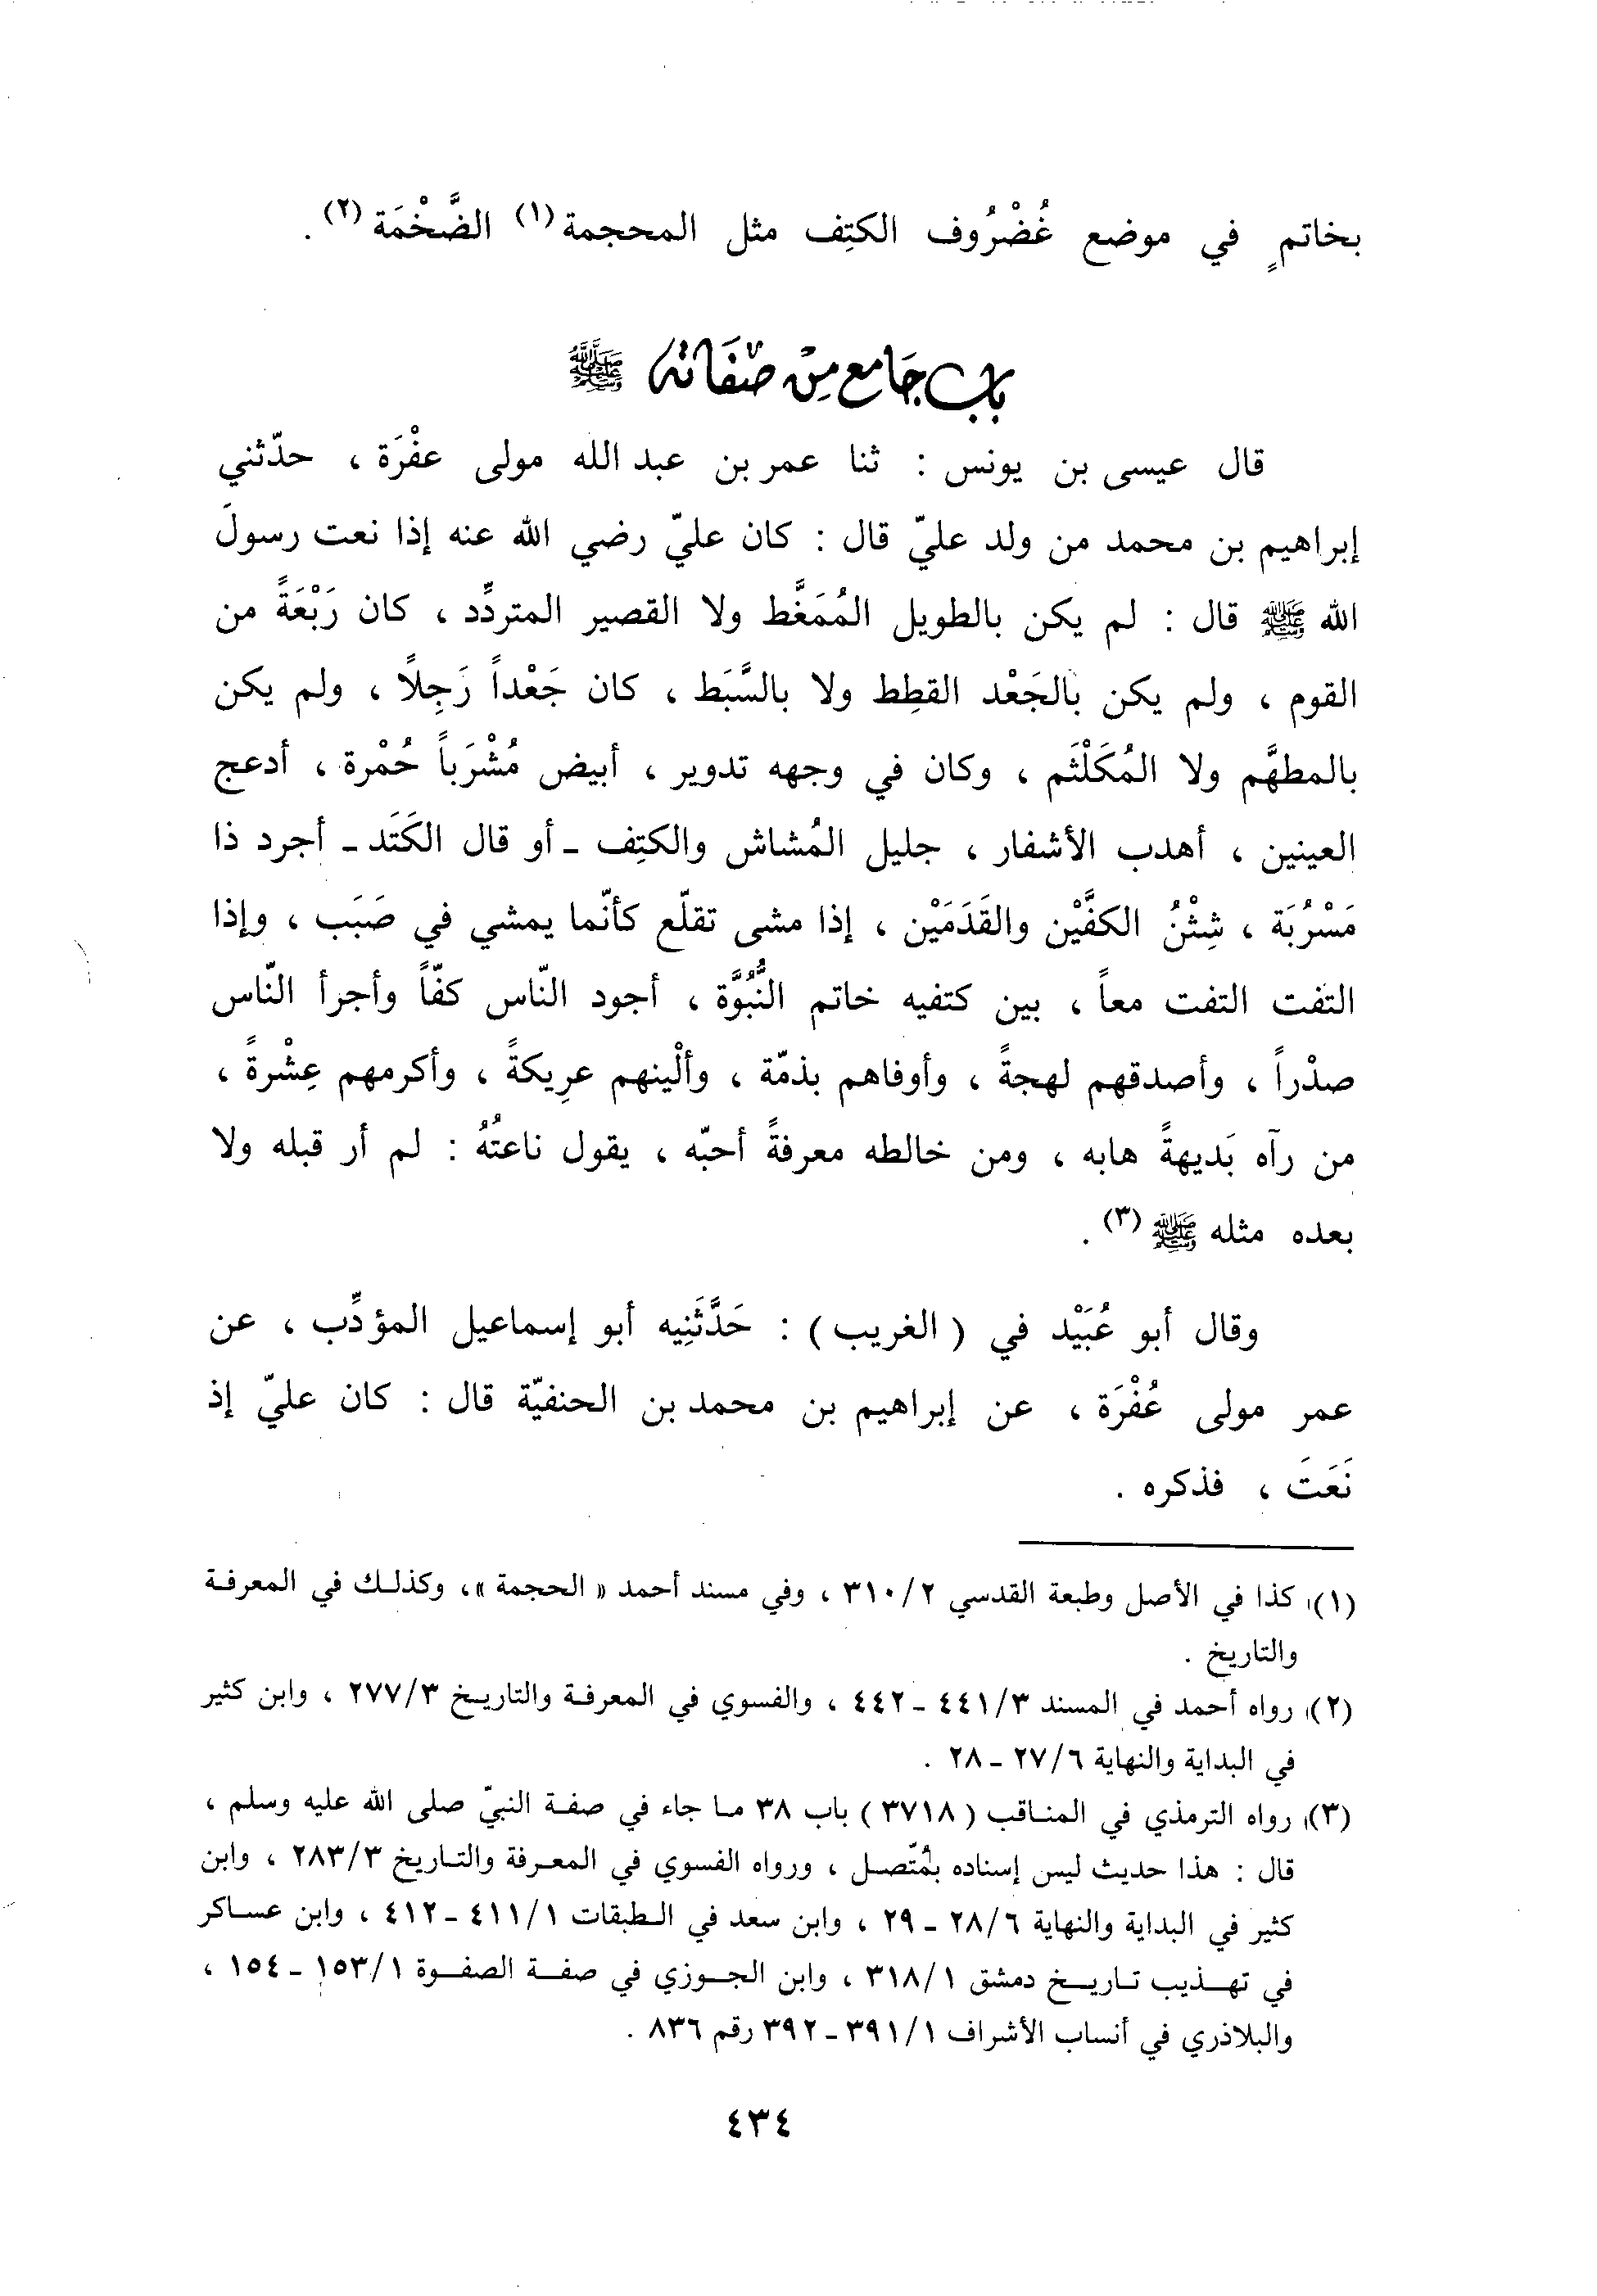 بخاتمٍ في موضع غُضْرُوف الكتِف مثل المحجمة(١) الضَّخْمَة(٢) .
باب جَامع مِنْ صِفَاتِه ﷺ
قال عيسى بن يونس : ثنا عمر بن عبد الله مولى عفْرَة ، حدّثني
إبراهيم بن محمد من ولد عليّ قال : كان عليّ رضي الله عنه إذا نعت رسولَ
الله ﷺ قال : لم يكن بالطويل المُمَغَّط ولا القصير المتردِّد ، كان رَبْعَةً من
القوم ، ولم يكن بالجَعْد القطِط ولا بالسَّبَط ، كان جَعْداً رَجِلاً ، ولم يكن
بالمطهَّم ولا المُكَلْثَم ، وكان في وجهه تدوير ، أبيض مُشْرَباً حُمْرة ، أدعج
العينين ، أهدب الأشفار ، جليل المُشاش والكتِف ـ أو قال الكَتَد ـ أجرد ذا
مَسْرُبَة ، شِثْنُ الكفَّيْن والقَدَمَيْن ، إذا مشى تقلّع كأنّما يمشي في صَبَب ، وإذا
التفت التفت معاً ، بين كتفيه خاتم النُّبُوَّة ، أجود النّاس كفّاً وأجرأ النّاس
صدْراً ، وأصدقهم لهجةً ، وأوفاهم بذمّة ، وألْينهم عرِيكةً ، وأكرمهم عِشْرةً ،
من رآه بَديهةً هابه ، ومن خالطه معرفةً أحبّه ، يقول ناعتُهُ : لم أر قبله ولا
بعده مثله ﷺ(٣) .
وقال أبو عُبَيْد في ( الغريب ) : حَدَّثَنِيه أبو إسماعيل المؤدِّب ، عن
عمر مولى عُفْرَة ، عن إبراهيم بن محمد بن الحنفيّة قال : كان عليّ إذ
نَعَتَ ، فذكره .
(١) كذا في الأصل وطبعة القدسي ٣١٠/٢ ، وفي مسند أحمد « الحجمة »، وكذلك في المعرفة
والتاريخ .
(٢) رواه أحمد في المسند ٤٤١/٣ ـ ٤٤٢ ، والفسوي في المعرفة والتاريخ ٢٧٧/٣ ، وابن كثير
في البداية والنهاية ٢٧/٦ ـ ٢٨ .
(٣) رواه الترمذي في المناقب ( ٣٧١٨ ) باب ٣٨ ما جاء في صفة النبيّ صلى الله عليه وسلم ،
قال : هذا حديث ليس إسناده بمُتّصل ، ورواه الفسوي في المعرفة والتاريخ ٢٨٣/٣ ، وابن
كثير في البداية والنهاية ٢٨/٦ ـ ٢٩ ، وابن سعد في الطبقات ٤١١/١ ـ ٤١٢ ، وابن عساكر
في تهذيب تاريخ دمشق ٣١٨/١ ، وابن الجوزي في صفة الصفوة ١٥٣/١ ـ ١٥٤ ،
والبلاذري في أنساب الأشراف ٣٩١/١ ـ ٣٩٢ رقم ٨٣٦ .
٤٣٤